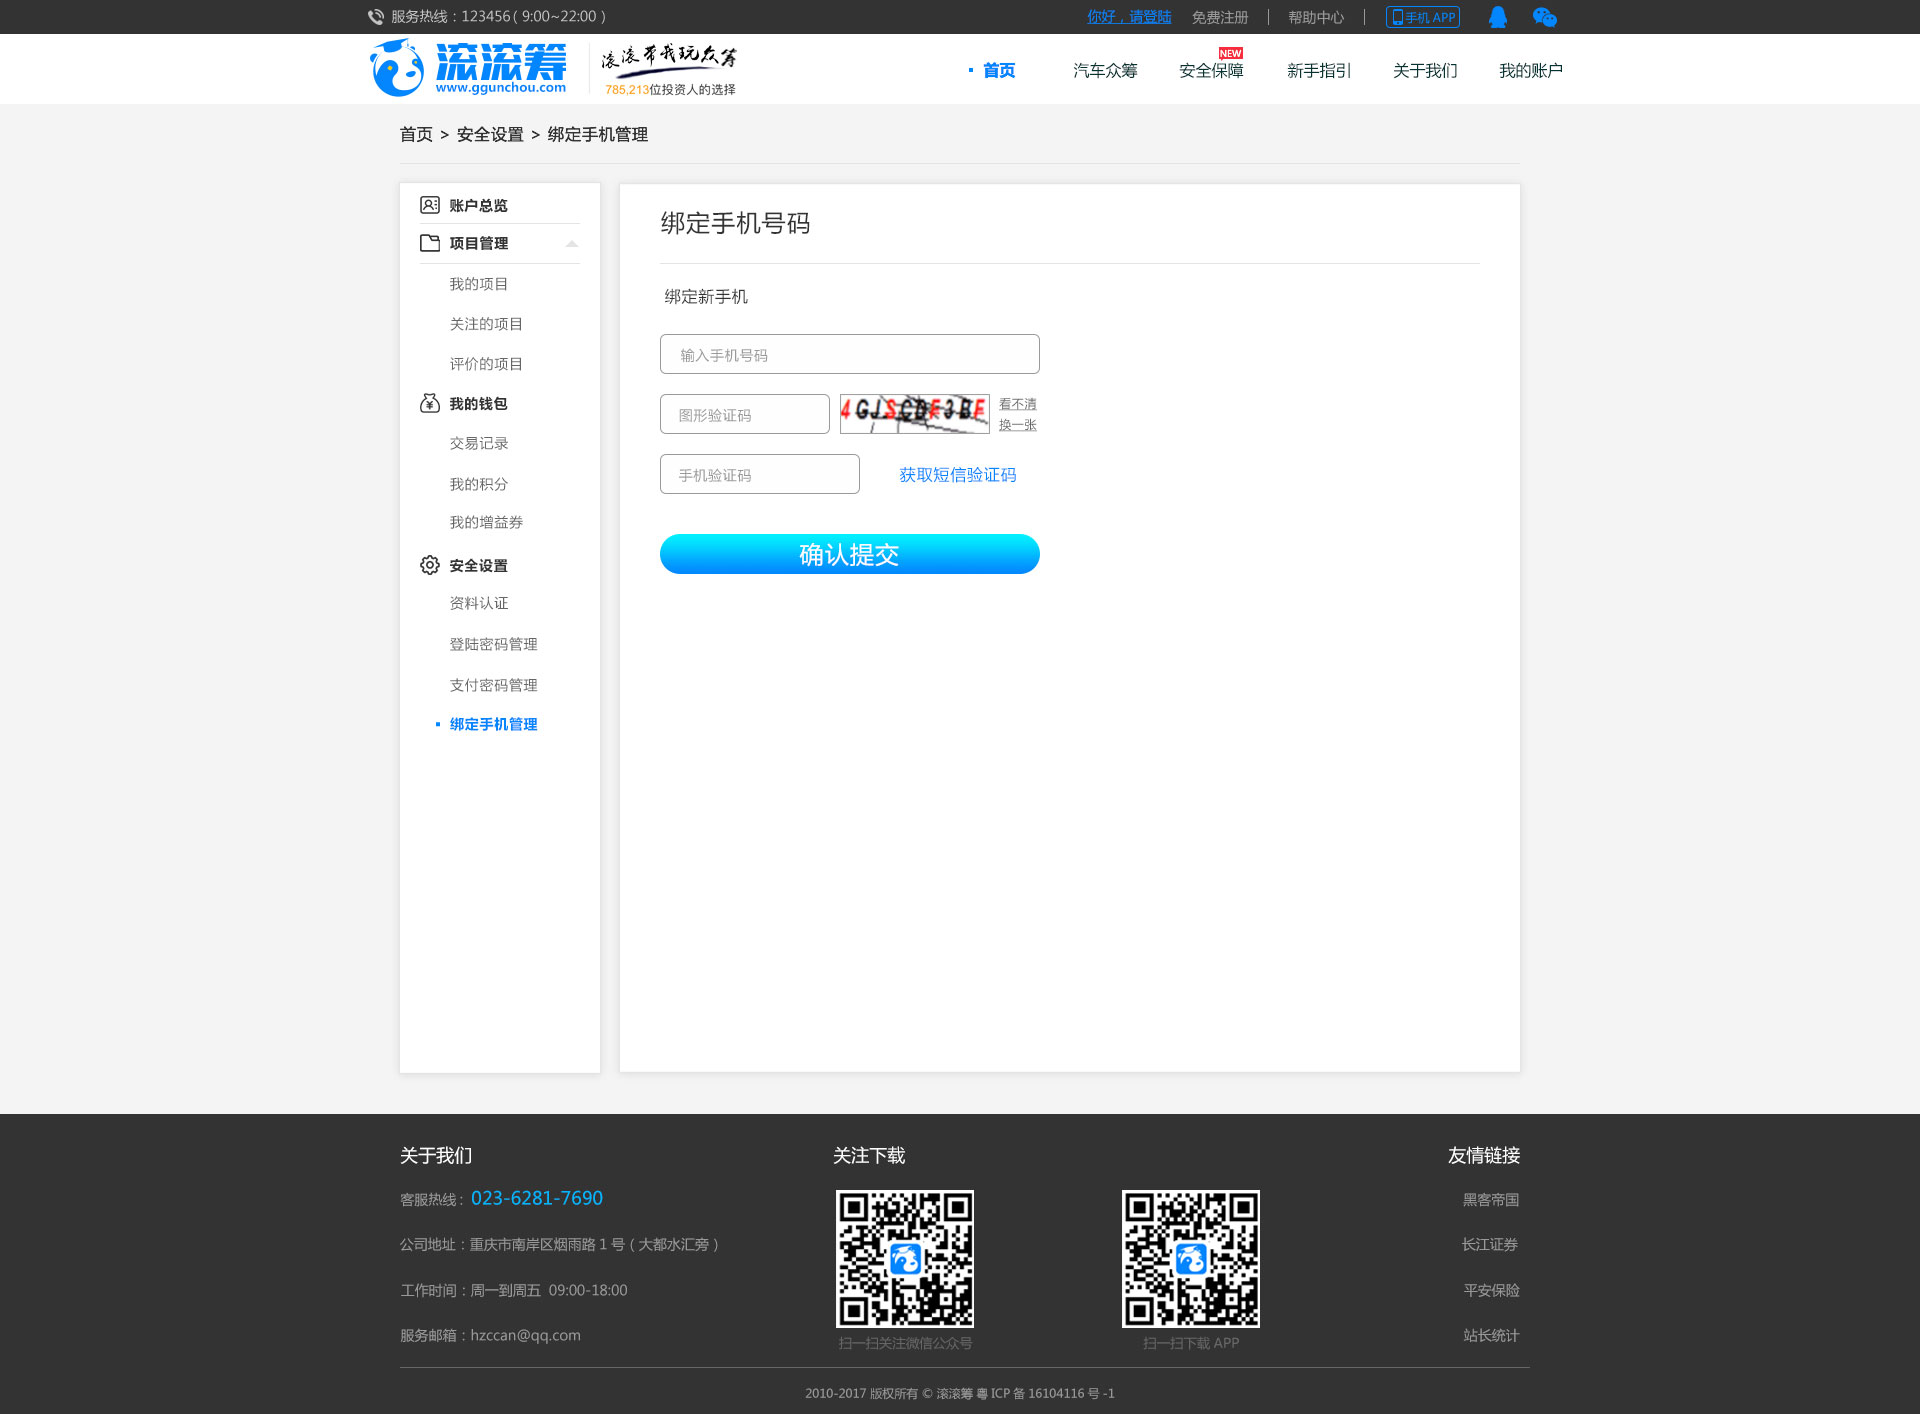 服务热线：123456 ( 9:00~22:00 )
你好，请登陆 免费注册 帮助中心 手机 APP
滚滚筹
www.ggunchou.com
滚滚带我玩众筹
785,213位投资人的选择
首页 汽车众筹 安全保障 NEW 新手指引 关于我们 我的账户
首页 > 安全设置 > 绑定手机管理
账户总览
项目管理
我的项目
关注的项目
评价的项目
我的钱包
交易记录
我的积分
我的增益券
安全设置
资料认证
登陆密码管理
支付密码管理
绑定手机管理
绑定手机号码
绑定新手机
输入手机号码
图形验证码
4GJSCDF3BF
看不清
换一张
手机验证码
获取短信验证码
确认提交
关于我们
客服热线：023-6281-7690
公司地址：重庆市南岸区烟雨路 1 号 ( 大都水汇旁 )
工作时间：周一到周五 09:00-18:00
服务邮箱：hzccan@qq.com
关注下载
扫一扫关注微信公众号
扫一扫下载 APP
友情链接
黑客帝国
长江证券
平安保险
站长统计
2010-2017 版权所有 © 滚滚筹 粤 ICP 备 16104116 号 -1